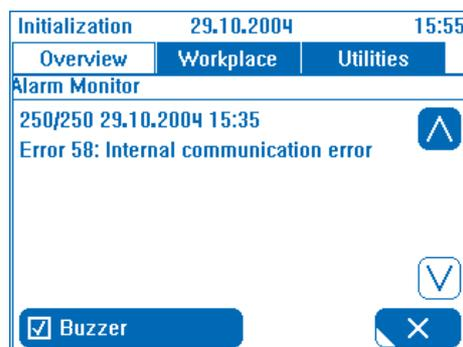 Initialization 29.10.2004 15:55
Overview Workplace Utilities
Alarm Monitor
250/250 29.10.2004 15:35
Error 58: Internal communication error
Buzzer